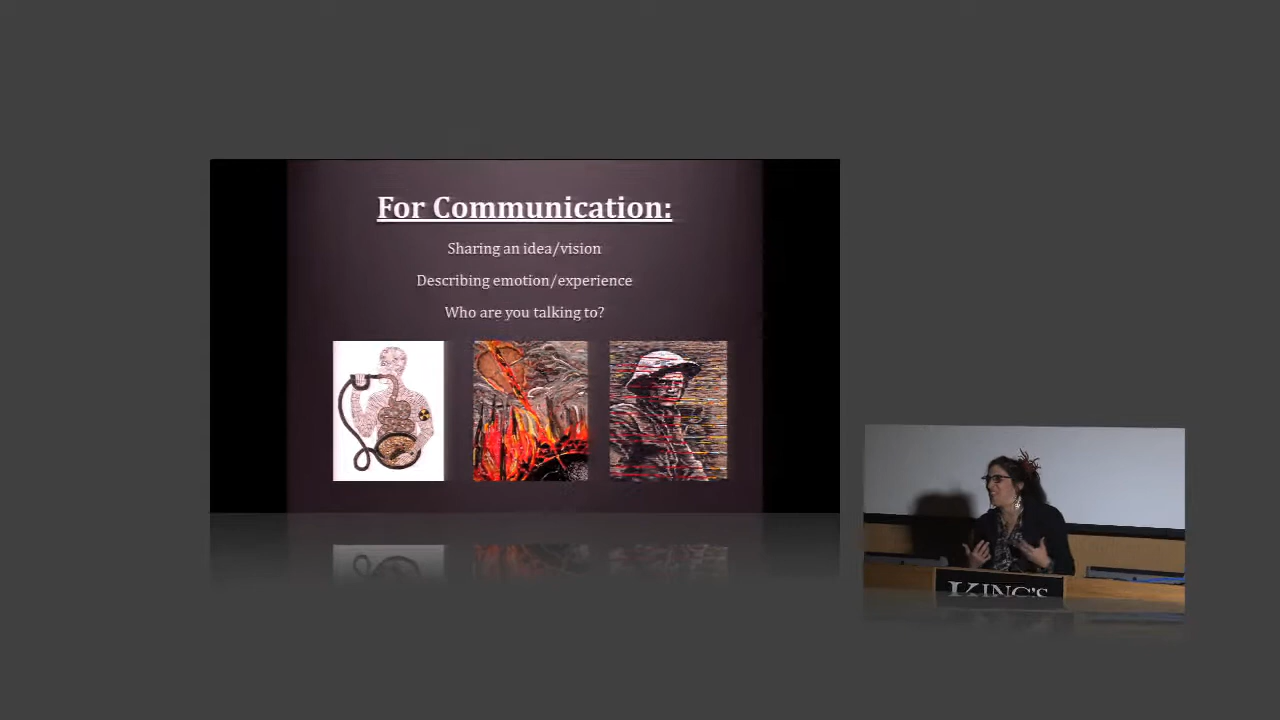 For Communication:
Sharing an idea/vision
Describing emotion/experience
Who are you talking to?
KING'S